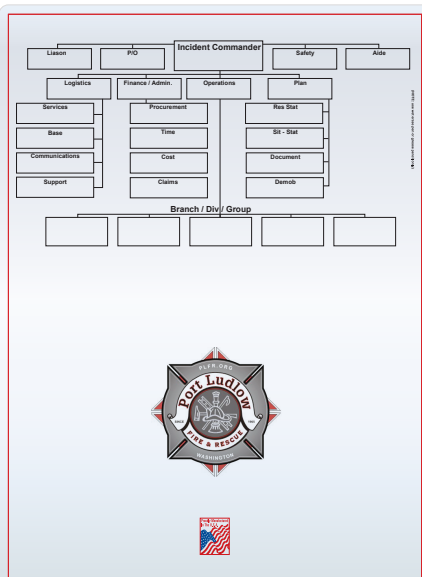 Incident Commander
Liason
P/O
Safety
Aide
Logistics
Finance / Admin.
Operations
Plan
Services
Procurement
Res Stat
Base
Time
Sit - Stat
Communications
Cost
Document
Support
Claims
Demob
Branch / Div / Group
PLFR.ORG
Port Ludlow
FIRE & RESCUE
WASHINGTON